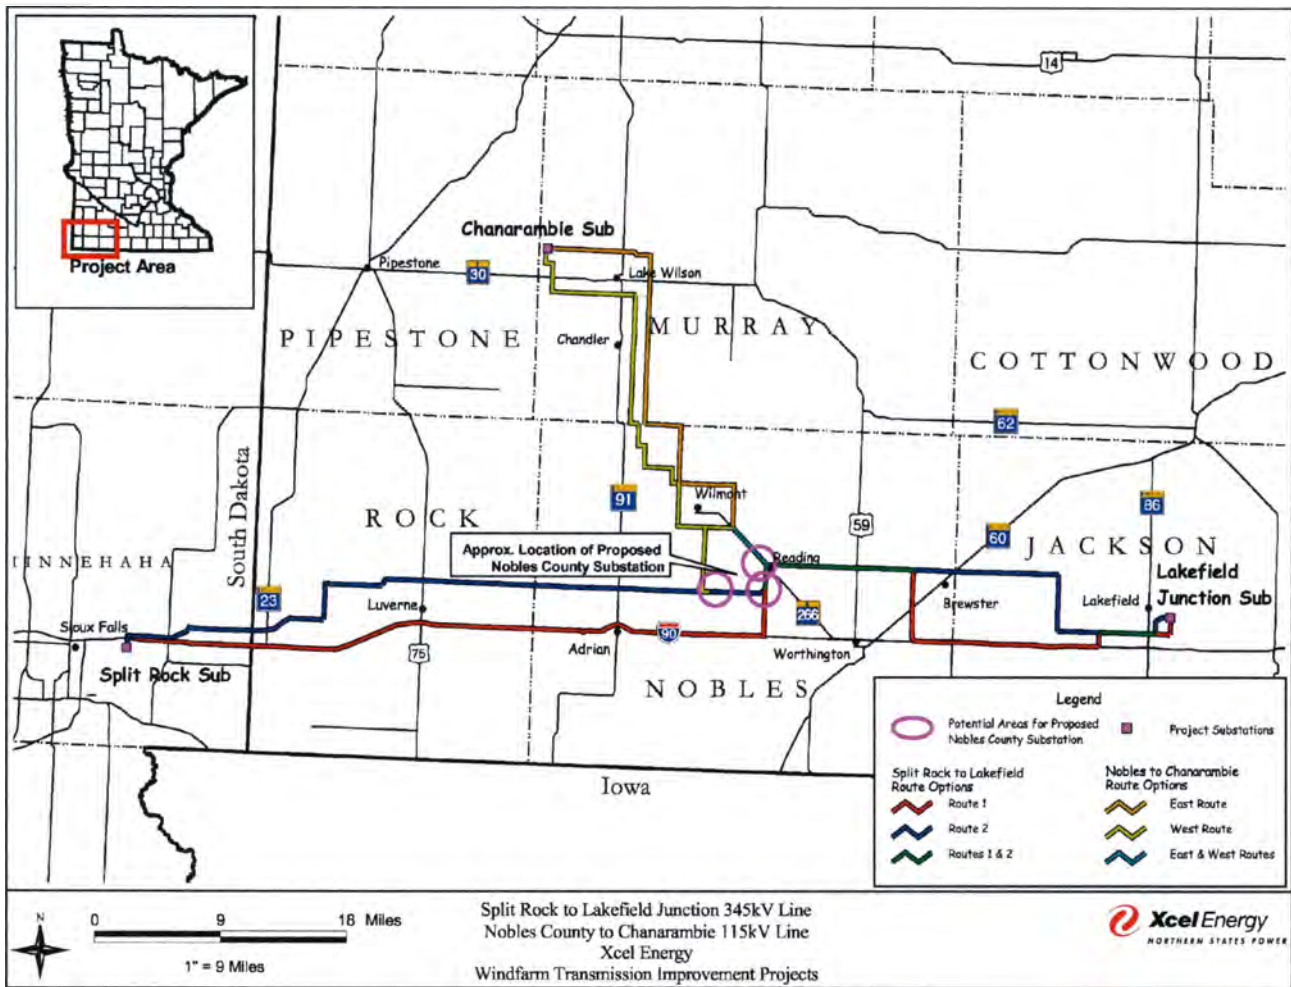 14
Chanarambie Sub
Project Area
Pipestone
30
Lake Wilson
PIPESTONE
MURRAY
Chandler
COTTONWOOD
62
South Dakota
91
Wilmont
86
ROCK
59
60
JACKSON
MINNEHAHA
Approx. Location of Proposed
Nobles County Substation
Reading
Lakefield
Junction Sub
23
Luverne
266
Brewster
Lakefield
Sioux Falls
90
Adrian
Worthington
Split Rock Sub
75
NOBLES
Iowa
Legend
Potential Areas for Proposed
Nobles County Substation
Project Substations
Split Rock to Lakefield
Route Options
Route 1
Route 2
Routes 1 & 2
Nobles to Chanarambie
Route Options
East Route
West Route
East & West Routes
N
0 9 18 Miles
1" = 9 Miles
Split Rock to Lakefield Junction 345kV Line
Nobles County to Chanarambie 115kV Line
Xcel Energy
Windfarm Transmission Improvement Projects
Xcel Energy
NORTHERN STATES POWER